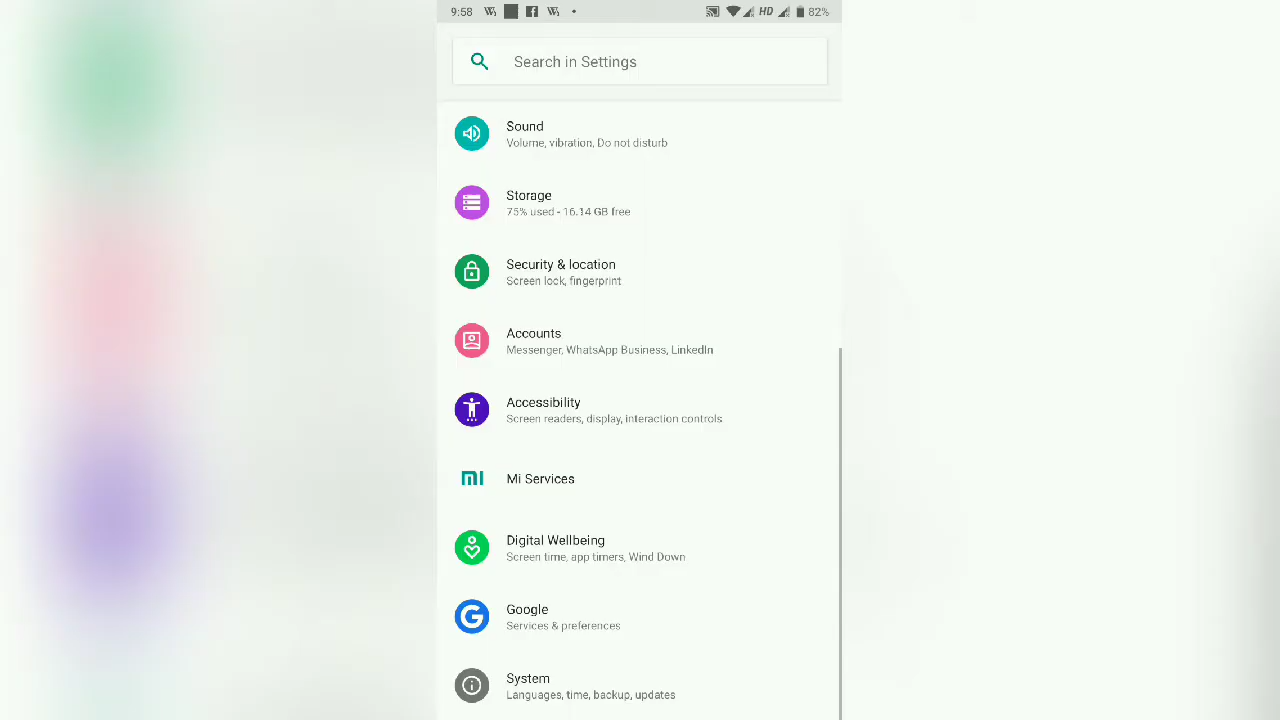 9:58 HD 82%
Search in Settings
Sound
Volume, vibration, Do not disturb
Storage
75% used - 16.14 GB free
Security & location
Screen lock, fingerprint
Accounts
Messenger, WhatsApp Business, LinkedIn
Accessibility
Screen readers, display, interaction controls
Mi Services
Digital Wellbeing
Screen time, app timers, Wind Down
Google
Services & preferences
System
Languages, time, backup, updates